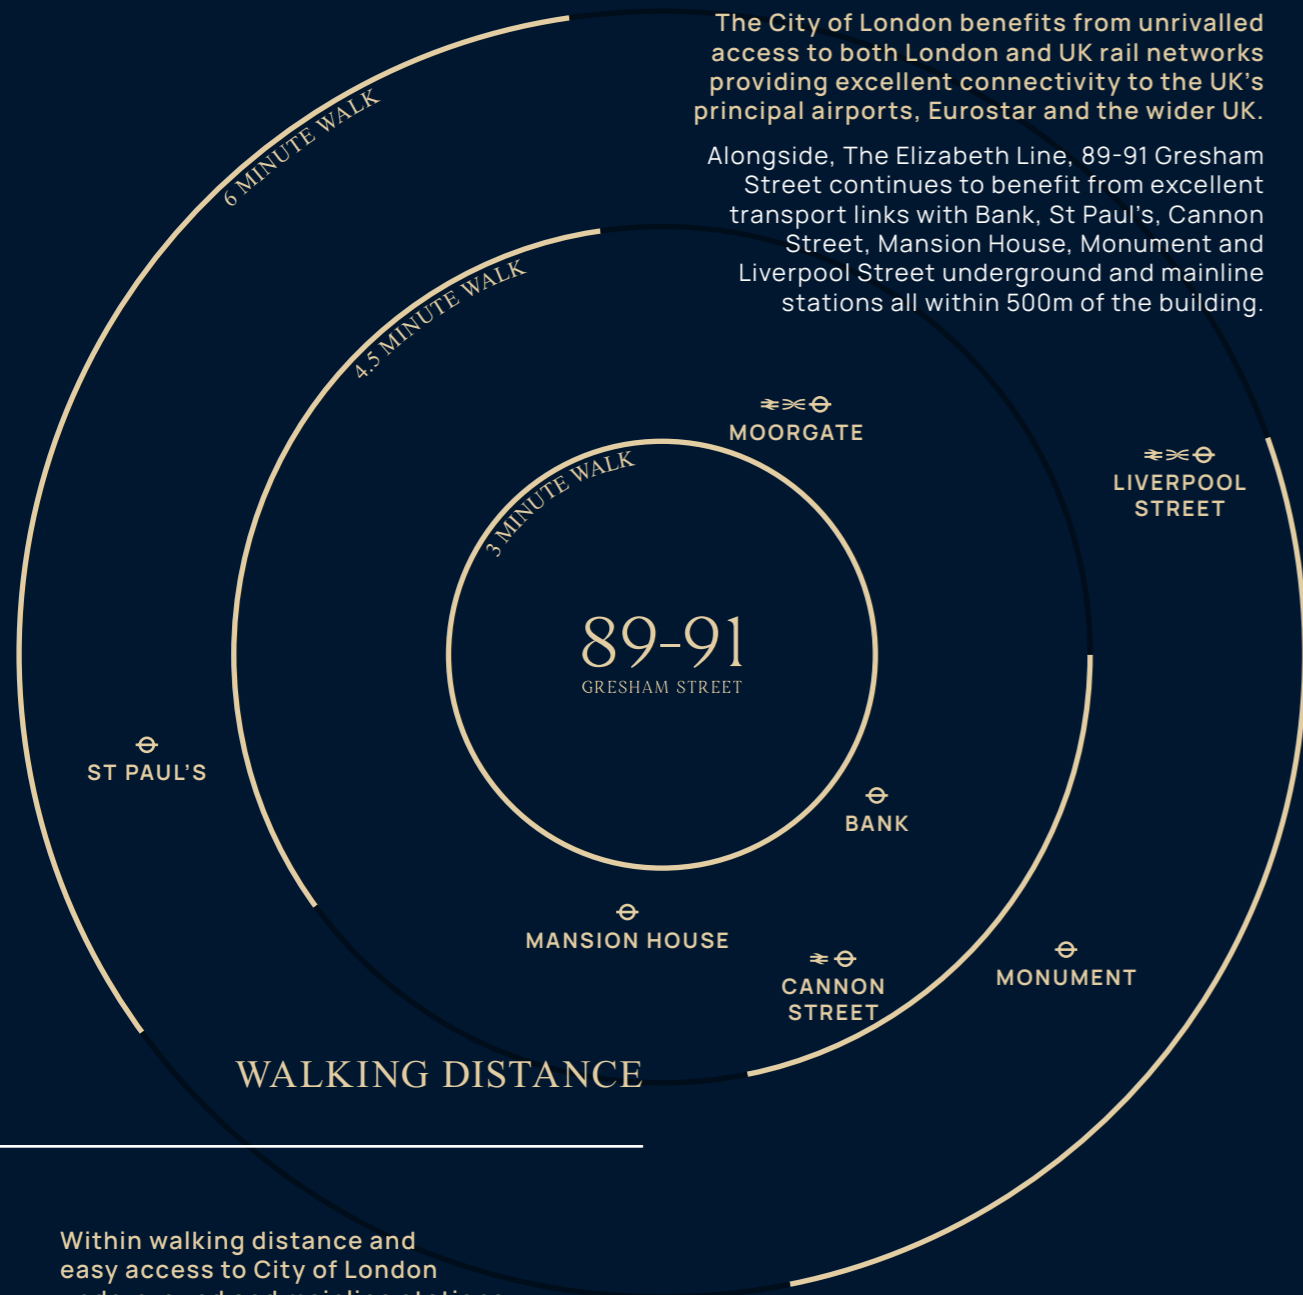 The City of London benefits from unrivalled
access to both London and UK rail networks
providing excellent connectivity to the UK’s
principal airports, Eurostar and the wider UK.
Alongside, The Elizabeth Line, 89-91 Gresham
Street continues to benefit from excellent
transport links with Bank, St Paul’s, Cannon
Street, Mansion House, Monument and
Liverpool Street underground and mainline
stations all within 500m of the building.
6 MINUTE WALK
4.5 MINUTE WALK
3 MINUTE WALK
MOORGATE
LIVERPOOL
STREET
89-91
GRESHAM STREET
ST PAUL’S
BANK
MANSION HOUSE
CANNON
STREET
MONUMENT
WALKING DISTANCE
Within walking distance and
easy access to City of London